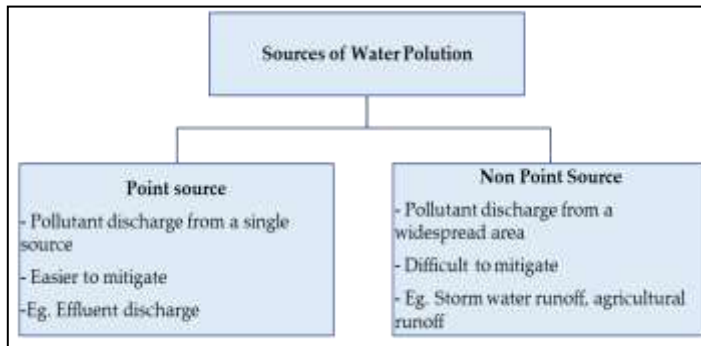 Sources of Water Polution
Point source
- Pollutant discharge from a single
source
- Easier to mitigate
-Eg. Effluent discharge
Non Point Source
- Pollutant discharge from a
widespread area
- Difficult to mitigate
- Eg. Storm water runoff, agricultural
runoff